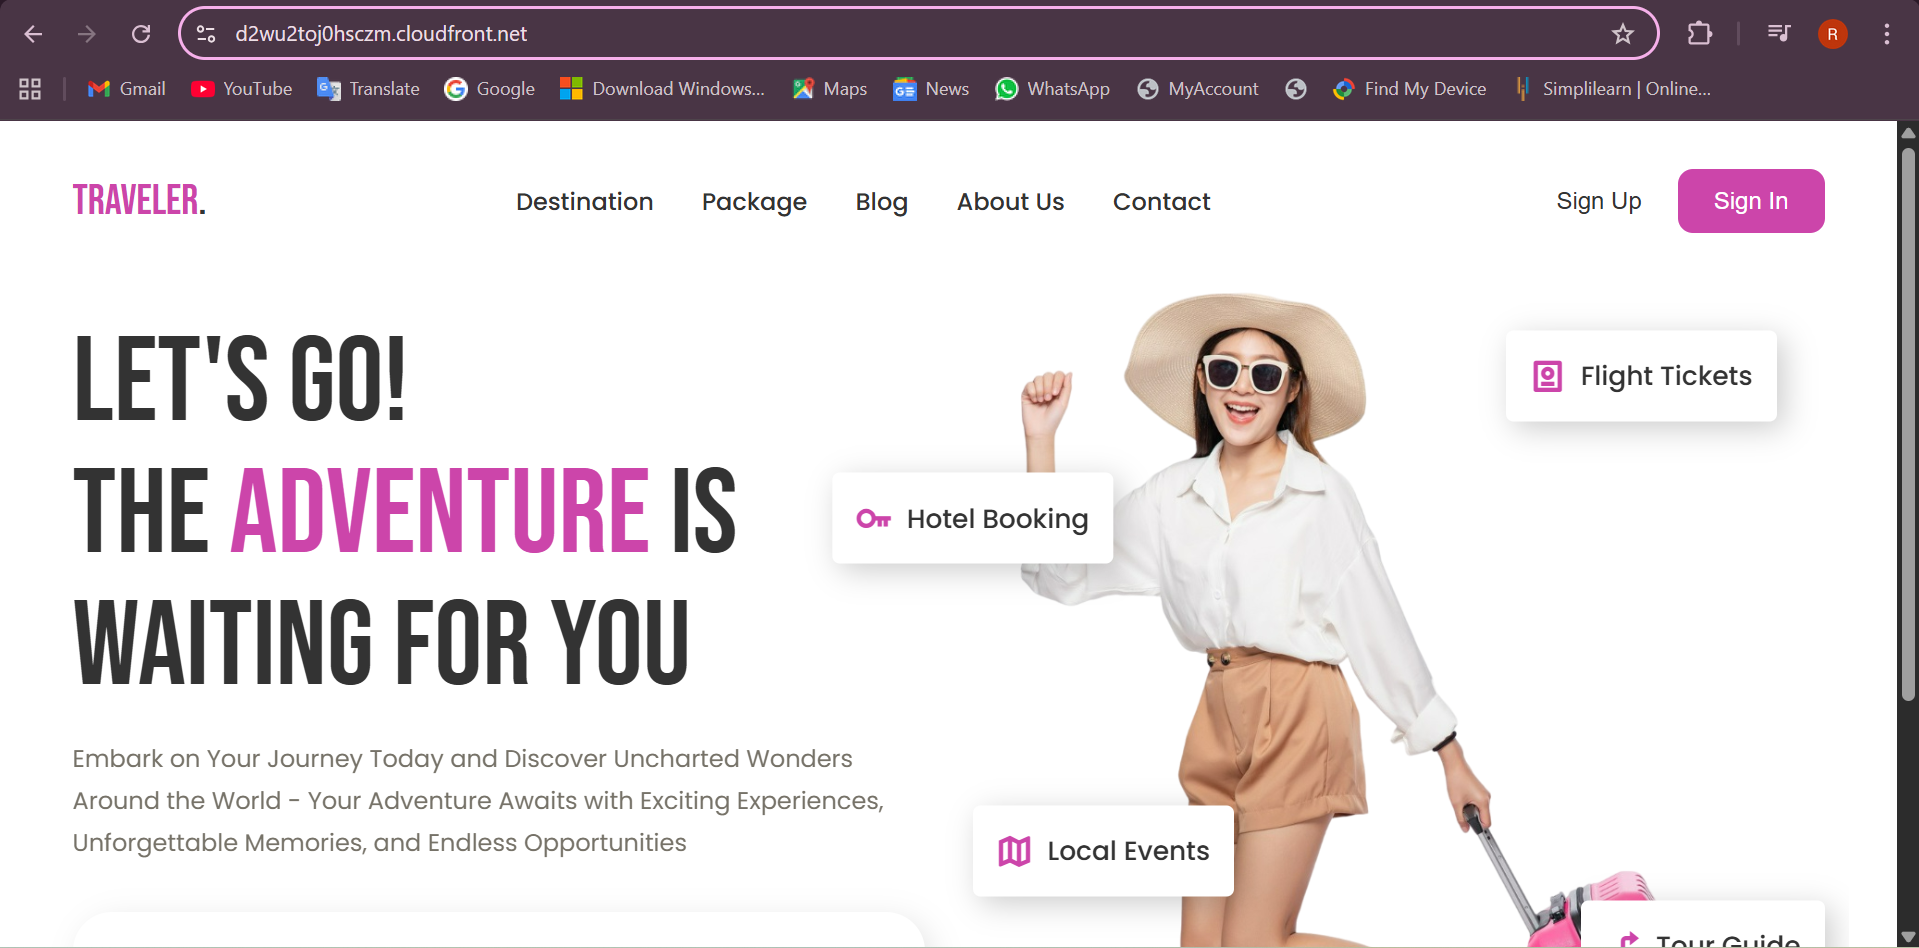 d2wu2toj0hsczm.cloudfront.net
R
Gmail
YouTube
Translate
Google
Download Windows...
Maps
News
WhatsApp
MyAccount
Find My Device
Simplilearn | Online...
TRAVELER.
Destination
Package
Blog
About Us
Contact
Sign Up
Sign In
LET'S GO!
THE ADVENTURE IS
WAITING FOR YOU
Embark on Your Journey Today and Discover Uncharted Wonders
Around the World - Your Adventure Awaits with Exciting Experiences,
Unforgettable Memories, and Endless Opportunities
Flight Tickets
Hotel Booking
Local Events
Tour Guide